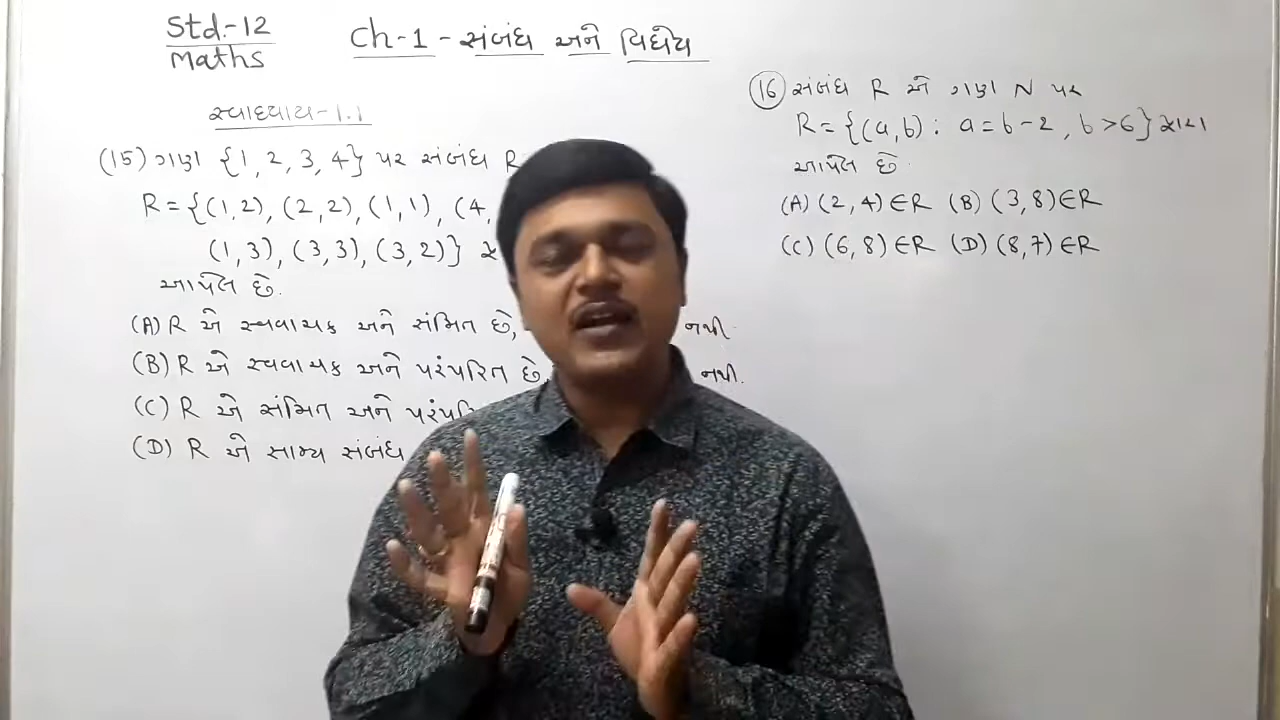 Std.-12
Maths
Ch-1 - સંબંધ અને વિધેય
સ્વાધ્યાય-1.1
(15) ગણ {1, 2, 3, 4} પર સંબંધ R
R = {(1,2), (2,2), (1,1), (4,
(1,3), (3,3), (3,2)}
આપેલ છે.
(A) R એ સ્વવાચક અને સંમિત છે, નથી.
(B) R એ સ્વવાચક અને પરંપરિત છે, નથી.
(C) R એ સંમિત અને પરંપરિ
(D) R એ સામ્ય સંબંધ
(16) સંબંધ R એ ગણ N પર
R = {(a,b) : a = b-2, b > 6} દ્વારા
આપેલ છે.
(A) (2,4) ∈ R (B) (3,8) ∈ R
(C) (6,8) ∈ R (D) (8,7) ∈ R